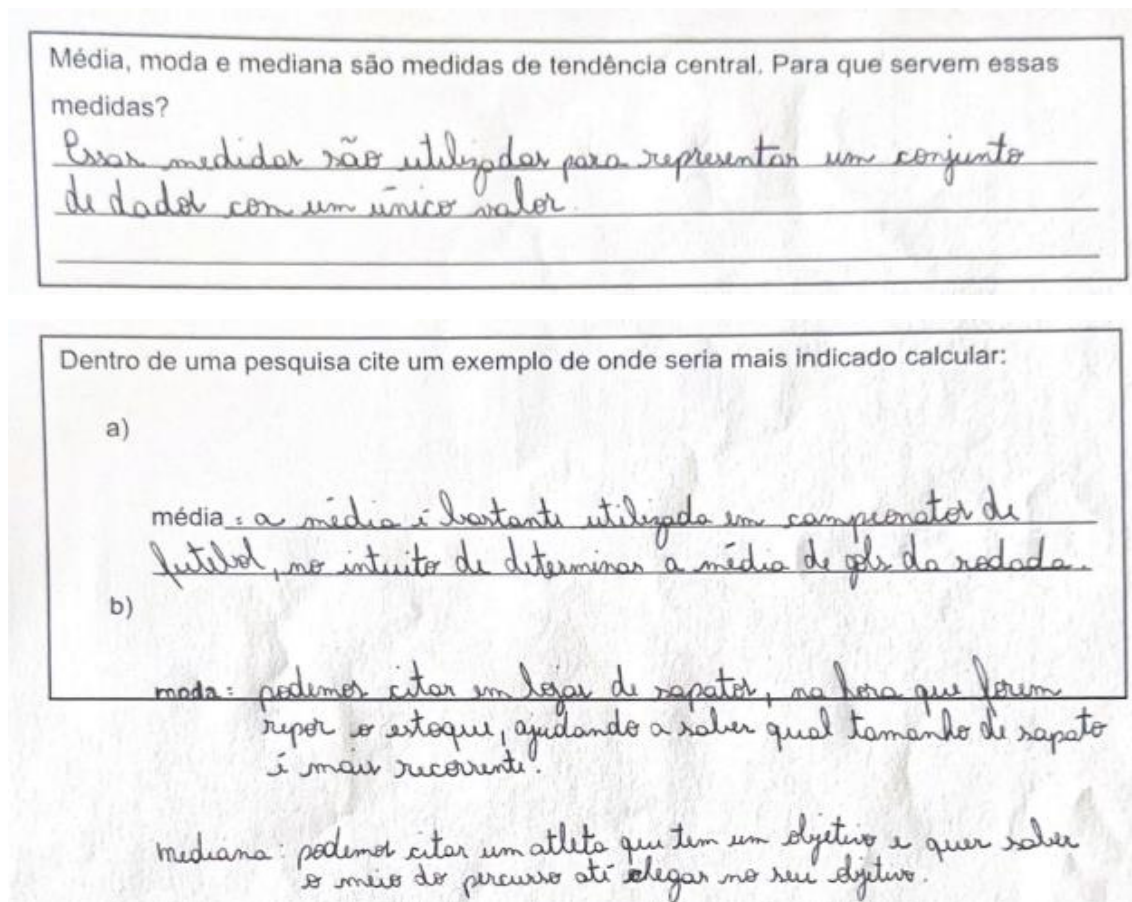 Média, moda e mediana são medidas de tendência central. Para que servem essas
medidas?
Essas medidas são utilizadas para representar um conjunto
de dados com um único valor.
Dentro de uma pesquisa cite um exemplo de onde seria mais indicado calcular:
a)
média : a média é bastante utilizada em campeonatos de
futebol, no intuito de determinar a média de gols da rodada.
b)
moda : podemos citar em lojas de sapatos, na hora que forem
repor o estoque, ajudando a saber qual tamanho de sapato
é mais recorrente.
mediana : podemos citar um atleta que tem um objetivo e quer saber
o meio do percurso até chegar no seu objetivo.